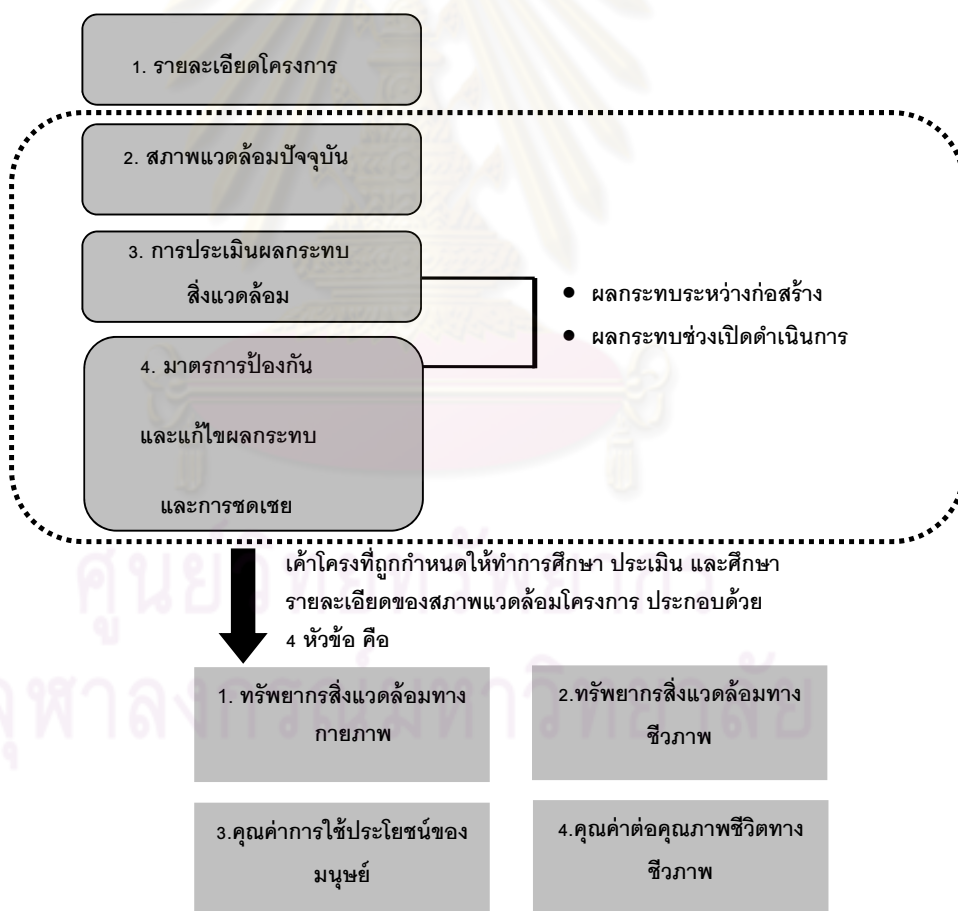 1. รายละเอียดโครงการ
2. สภาพแวดล้อมปัจจุบัน
3. การประเมินผลกระทบ
สิ่งแวดล้อม
● ผลกระทบระหว่างก่อสร้าง
● ผลกระทบช่วงเปิดดำเนินการ
4. มาตรการป้องกัน
และแก้ไขผลกระทบ
และการชดเชย
เค้าโครงที่ถูกกำหนดให้ทำการศึกษา ประเมิน และศึกษา
รายละเอียดของสภาพแวดล้อมโครงการ ประกอบด้วย
4 หัวข้อ คือ
1. ทรัพยากรสิ่งแวดล้อมทาง
กายภาพ
2.ทรัพยากรสิ่งแวดล้อมทาง
ชีวภาพ
3.คุณค่าการใช้ประโยชน์ของ
มนุษย์
4.คุณค่าต่อคุณภาพชีวิตทาง
ชีวภาพ